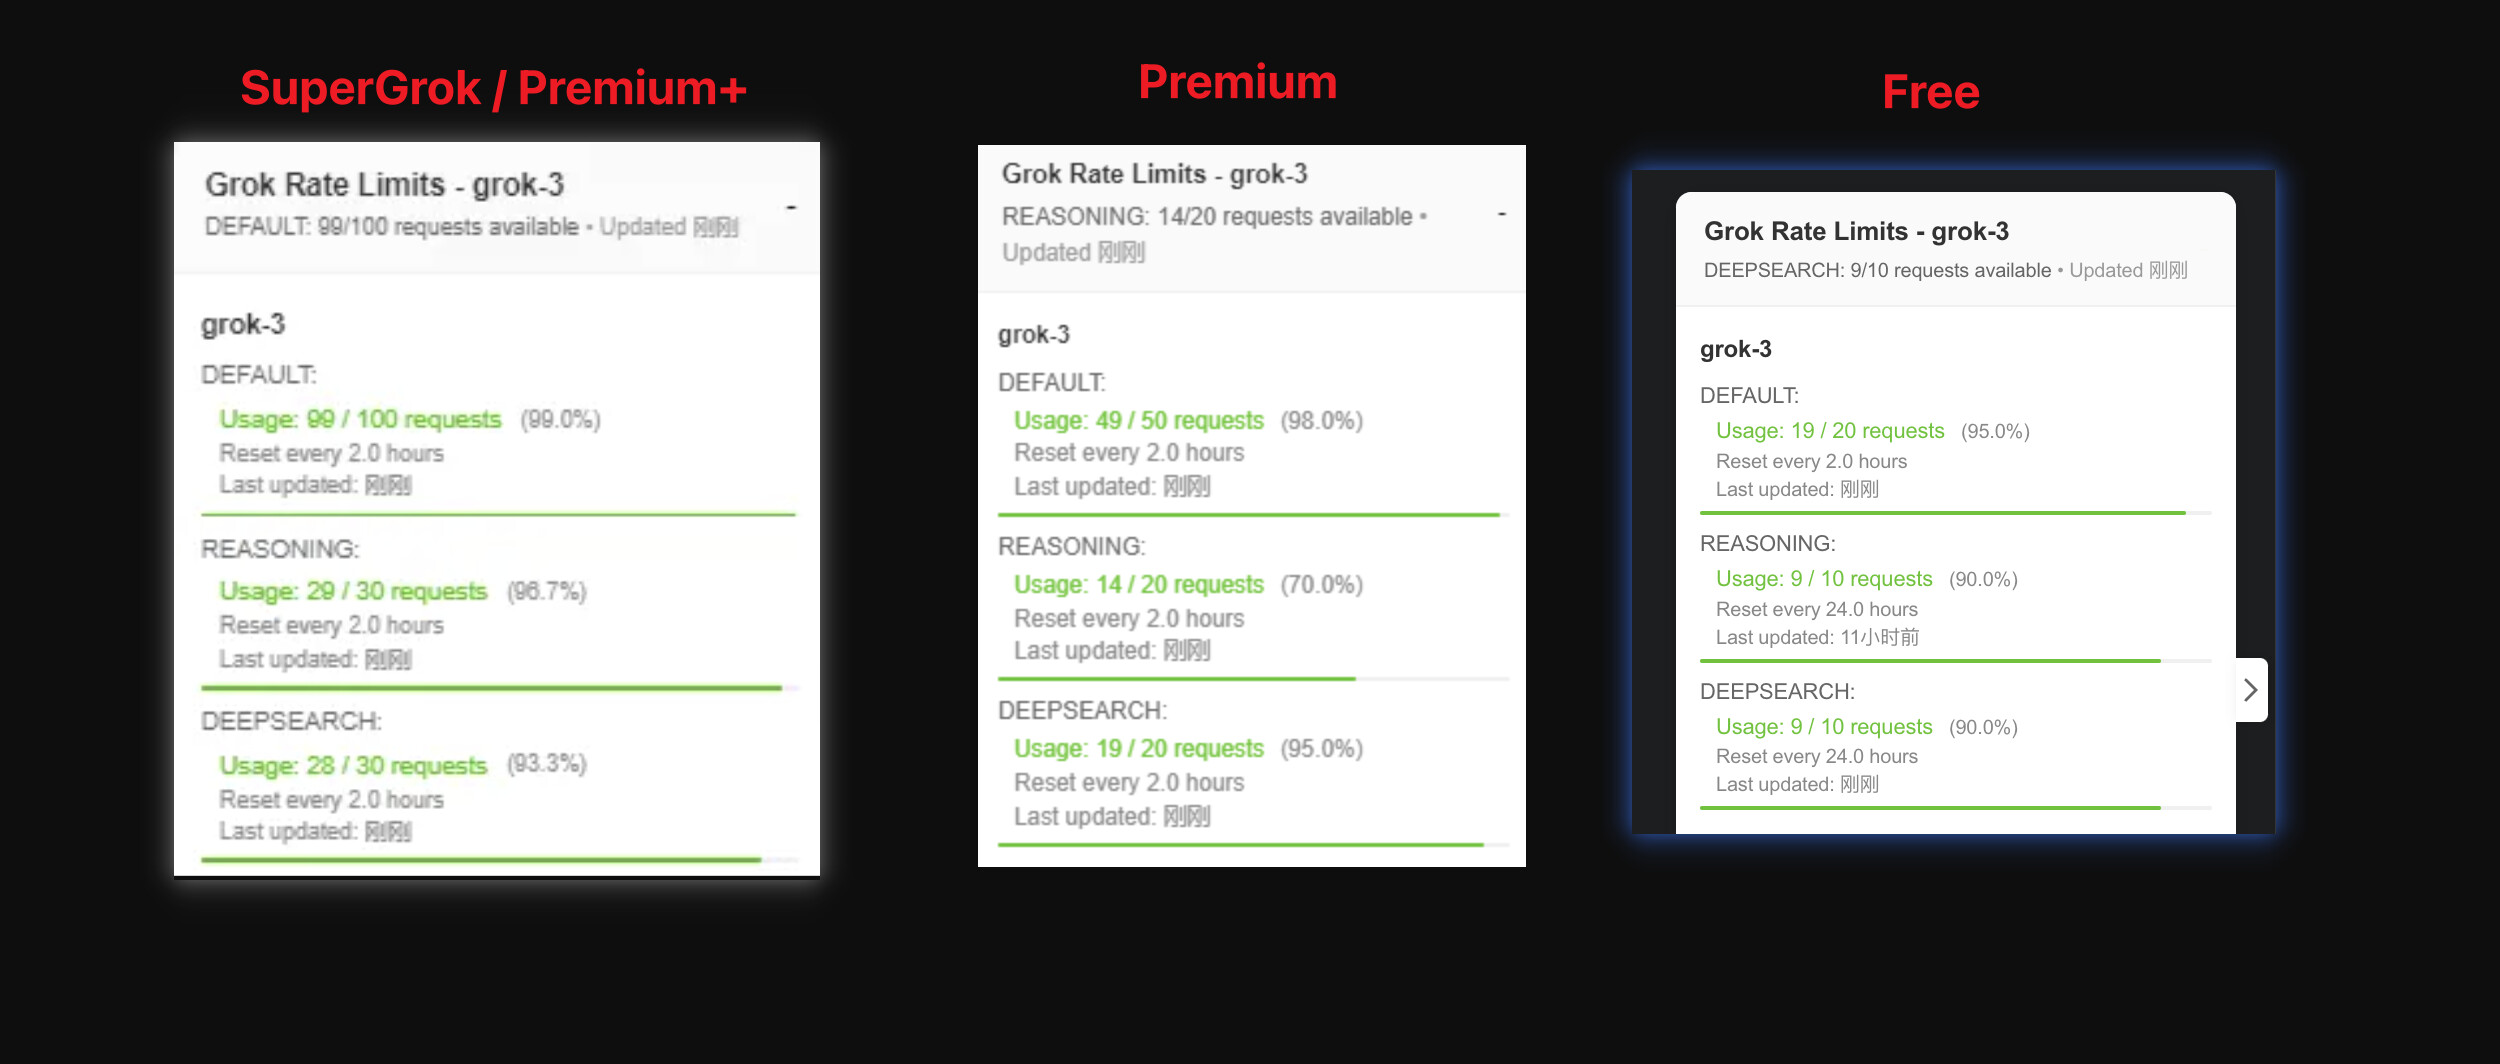 SuperGrok / Premium+
Grok Rate Limits - grok-3
DEFAULT: 99/100 requests available • Updated 刚刚
-
grok-3
DEFAULT:
Usage: 99 / 100 requests (99.0%)
Reset every 2.0 hours
Last updated: 刚刚
REASONING:
Usage: 29 / 30 requests (96.7%)
Reset every 2.0 hours
Last updated: 刚刚
DEEPSEARCH:
Usage: 28 / 30 requests (93.3%)
Reset every 2.0 hours
Last updated: 刚刚
Premium
Grok Rate Limits - grok-3
REASONING: 14/20 requests available •
Updated 刚刚
-
grok-3
DEFAULT:
Usage: 49 / 50 requests (98.0%)
Reset every 2.0 hours
Last updated: 刚刚
REASONING:
Usage: 14 / 20 requests (70.0%)
Reset every 2.0 hours
Last updated: 刚刚
DEEPSEARCH:
Usage: 19 / 20 requests (95.0%)
Reset every 2.0 hours
Last updated: 刚刚
Free
Grok Rate Limits - grok-3
DEEPSEARCH: 9/10 requests available • Updated 刚刚
grok-3
DEFAULT:
Usage: 19 / 20 requests (95.0%)
Reset every 2.0 hours
Last updated: 刚刚
REASONING:
Usage: 9 / 10 requests (90.0%)
Reset every 24.0 hours
Last updated: 11小时前
DEEPSEARCH:
Usage: 9 / 10 requests (90.0%)
Reset every 24.0 hours
Last updated: 刚刚